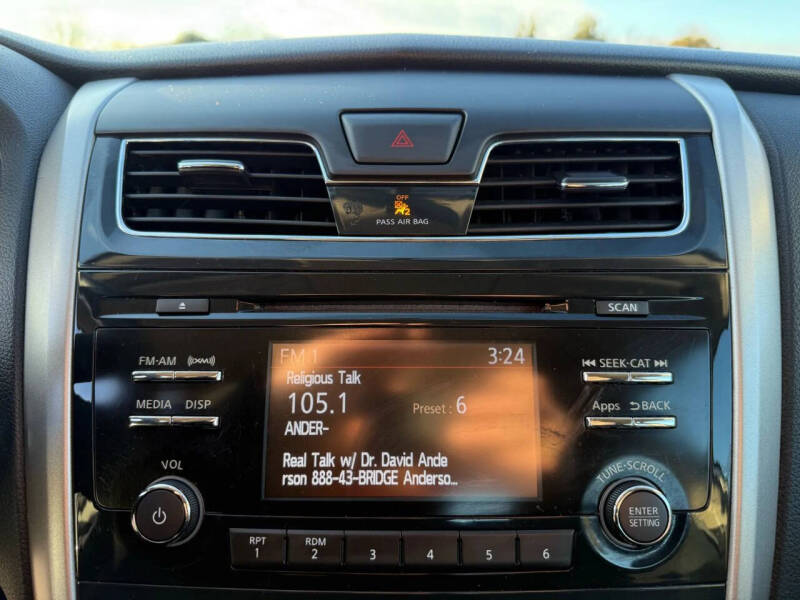 OFF
2
PASS AIR BAG
SCAN
FM·AM (((XM)))
MEDIA DISP
VOL
FM 1 3:24
Religious Talk
105.1 Preset : 6
ANDER-
Real Talk w/ Dr. David Ande
rson 888-43-BRIDGE Anderso...
SEEK·CAT
Apps BACK
TUNE·SCROLL
ENTER
SETTING
RPT RDM
1 2 3 4 5 6